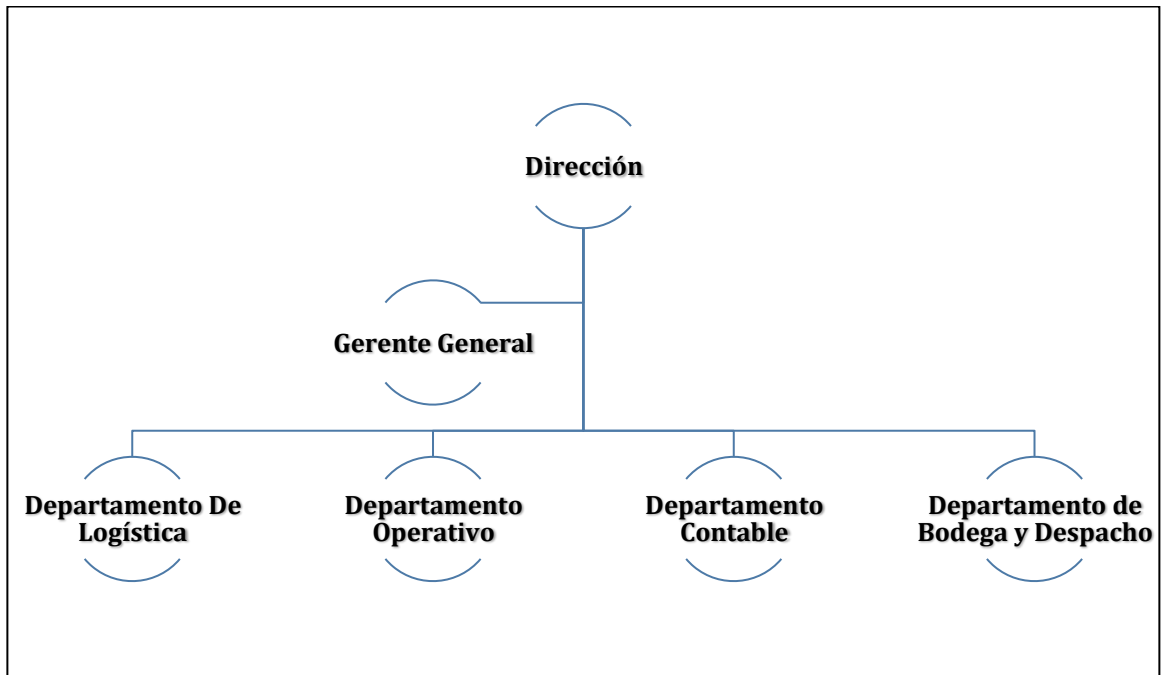 Dirección
Gerente General
Departamento De
Logística
Departamento
Operativo
Departamento
Contable
Departamento de
Bodega y Despacho